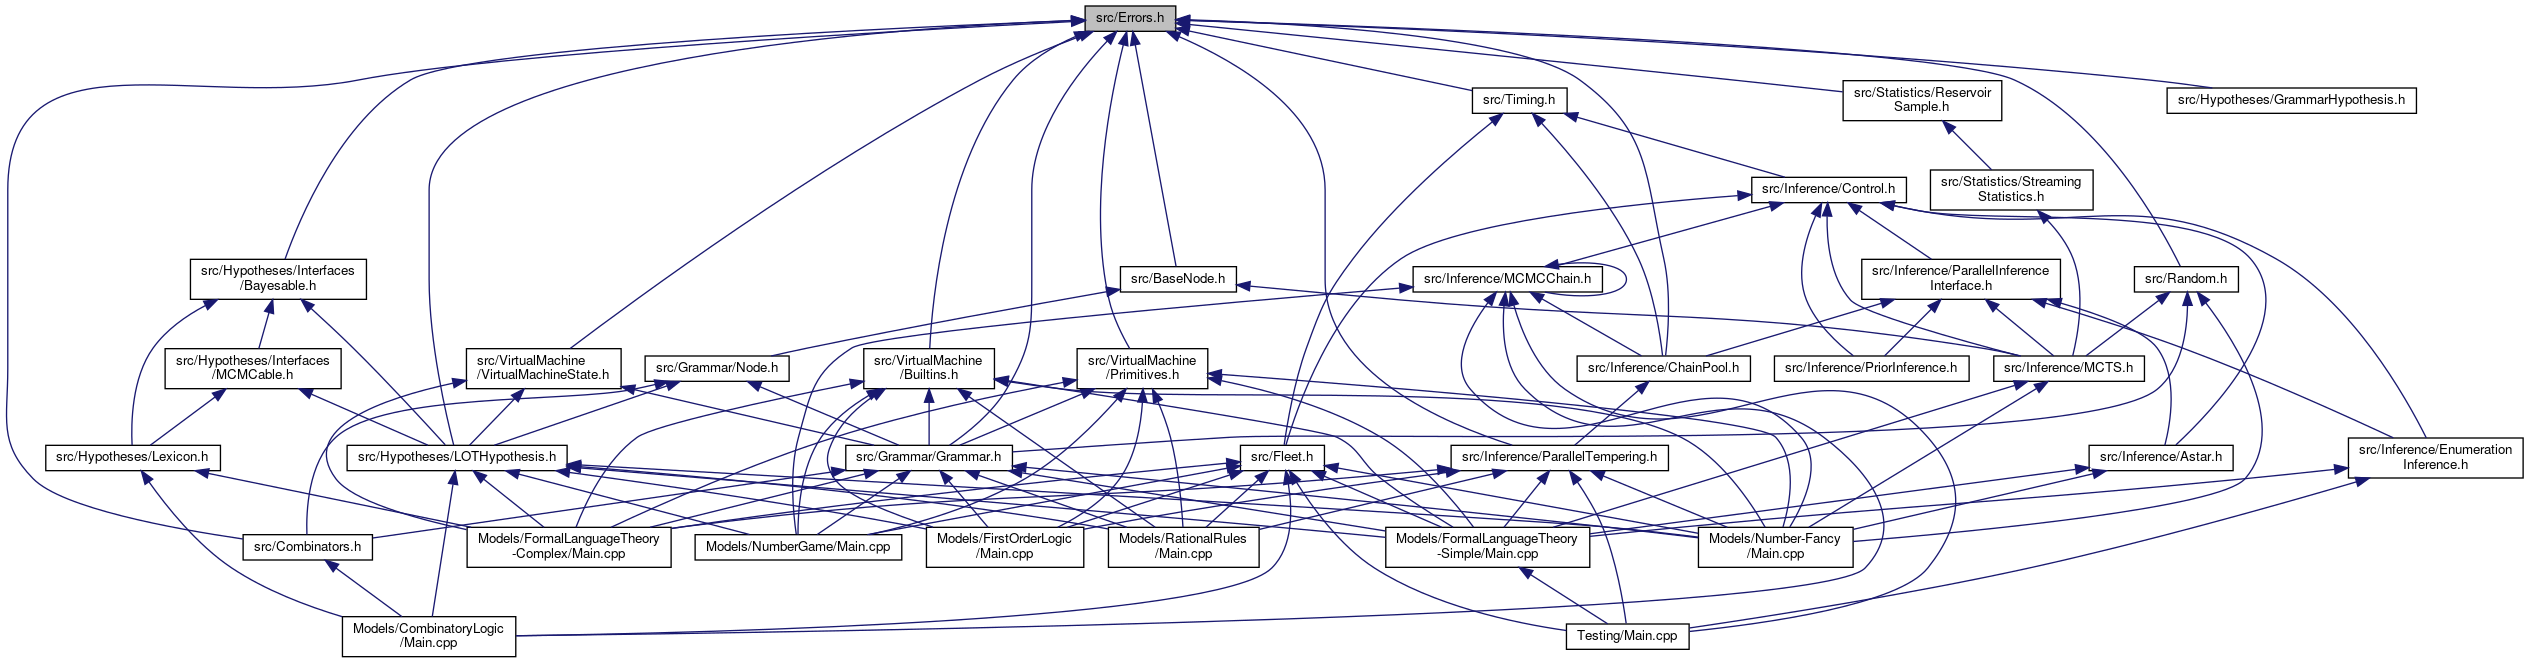 src/Errors.h
src/Timing.h
src/Statistics/Reservoir
Sample.h
src/Hypotheses/GrammarHypothesis.h
src/Inference/Control.h
src/Statistics/Streaming
Statistics.h
src/Hypotheses/Interfaces
/Bayesable.h
src/BaseNode.h
src/Inference/MCMCChain.h
src/Inference/ParallelInference
Interface.h
src/Random.h
src/Hypotheses/Interfaces
/MCMCable.h
src/VirtualMachine
/VirtualMachineState.h
src/Grammar/Node.h
src/VirtualMachine
/Builtins.h
src/VirtualMachine
/Primitives.h
src/Inference/ChainPool.h
src/Inference/PriorInference.h
src/Inference/MCTS.h
src/Hypotheses/Lexicon.h
src/Hypotheses/LOTHypothesis.h
src/Grammar/Grammar.h
src/Fleet.h
src/Inference/ParallelTempering.h
src/Inference/Astar.h
src/Inference/Enumeration
Inference.h
src/Combinators.h
Models/FormalLanguageTheory
-Complex/Main.cpp
Models/NumberGame/Main.cpp
Models/FirstOrderLogic
/Main.cpp
Models/RationalRules
/Main.cpp
Models/FormalLanguageTheory
-Simple/Main.cpp
Models/Number-Fancy
/Main.cpp
Models/CombinatoryLogic
/Main.cpp
Testing/Main.cpp